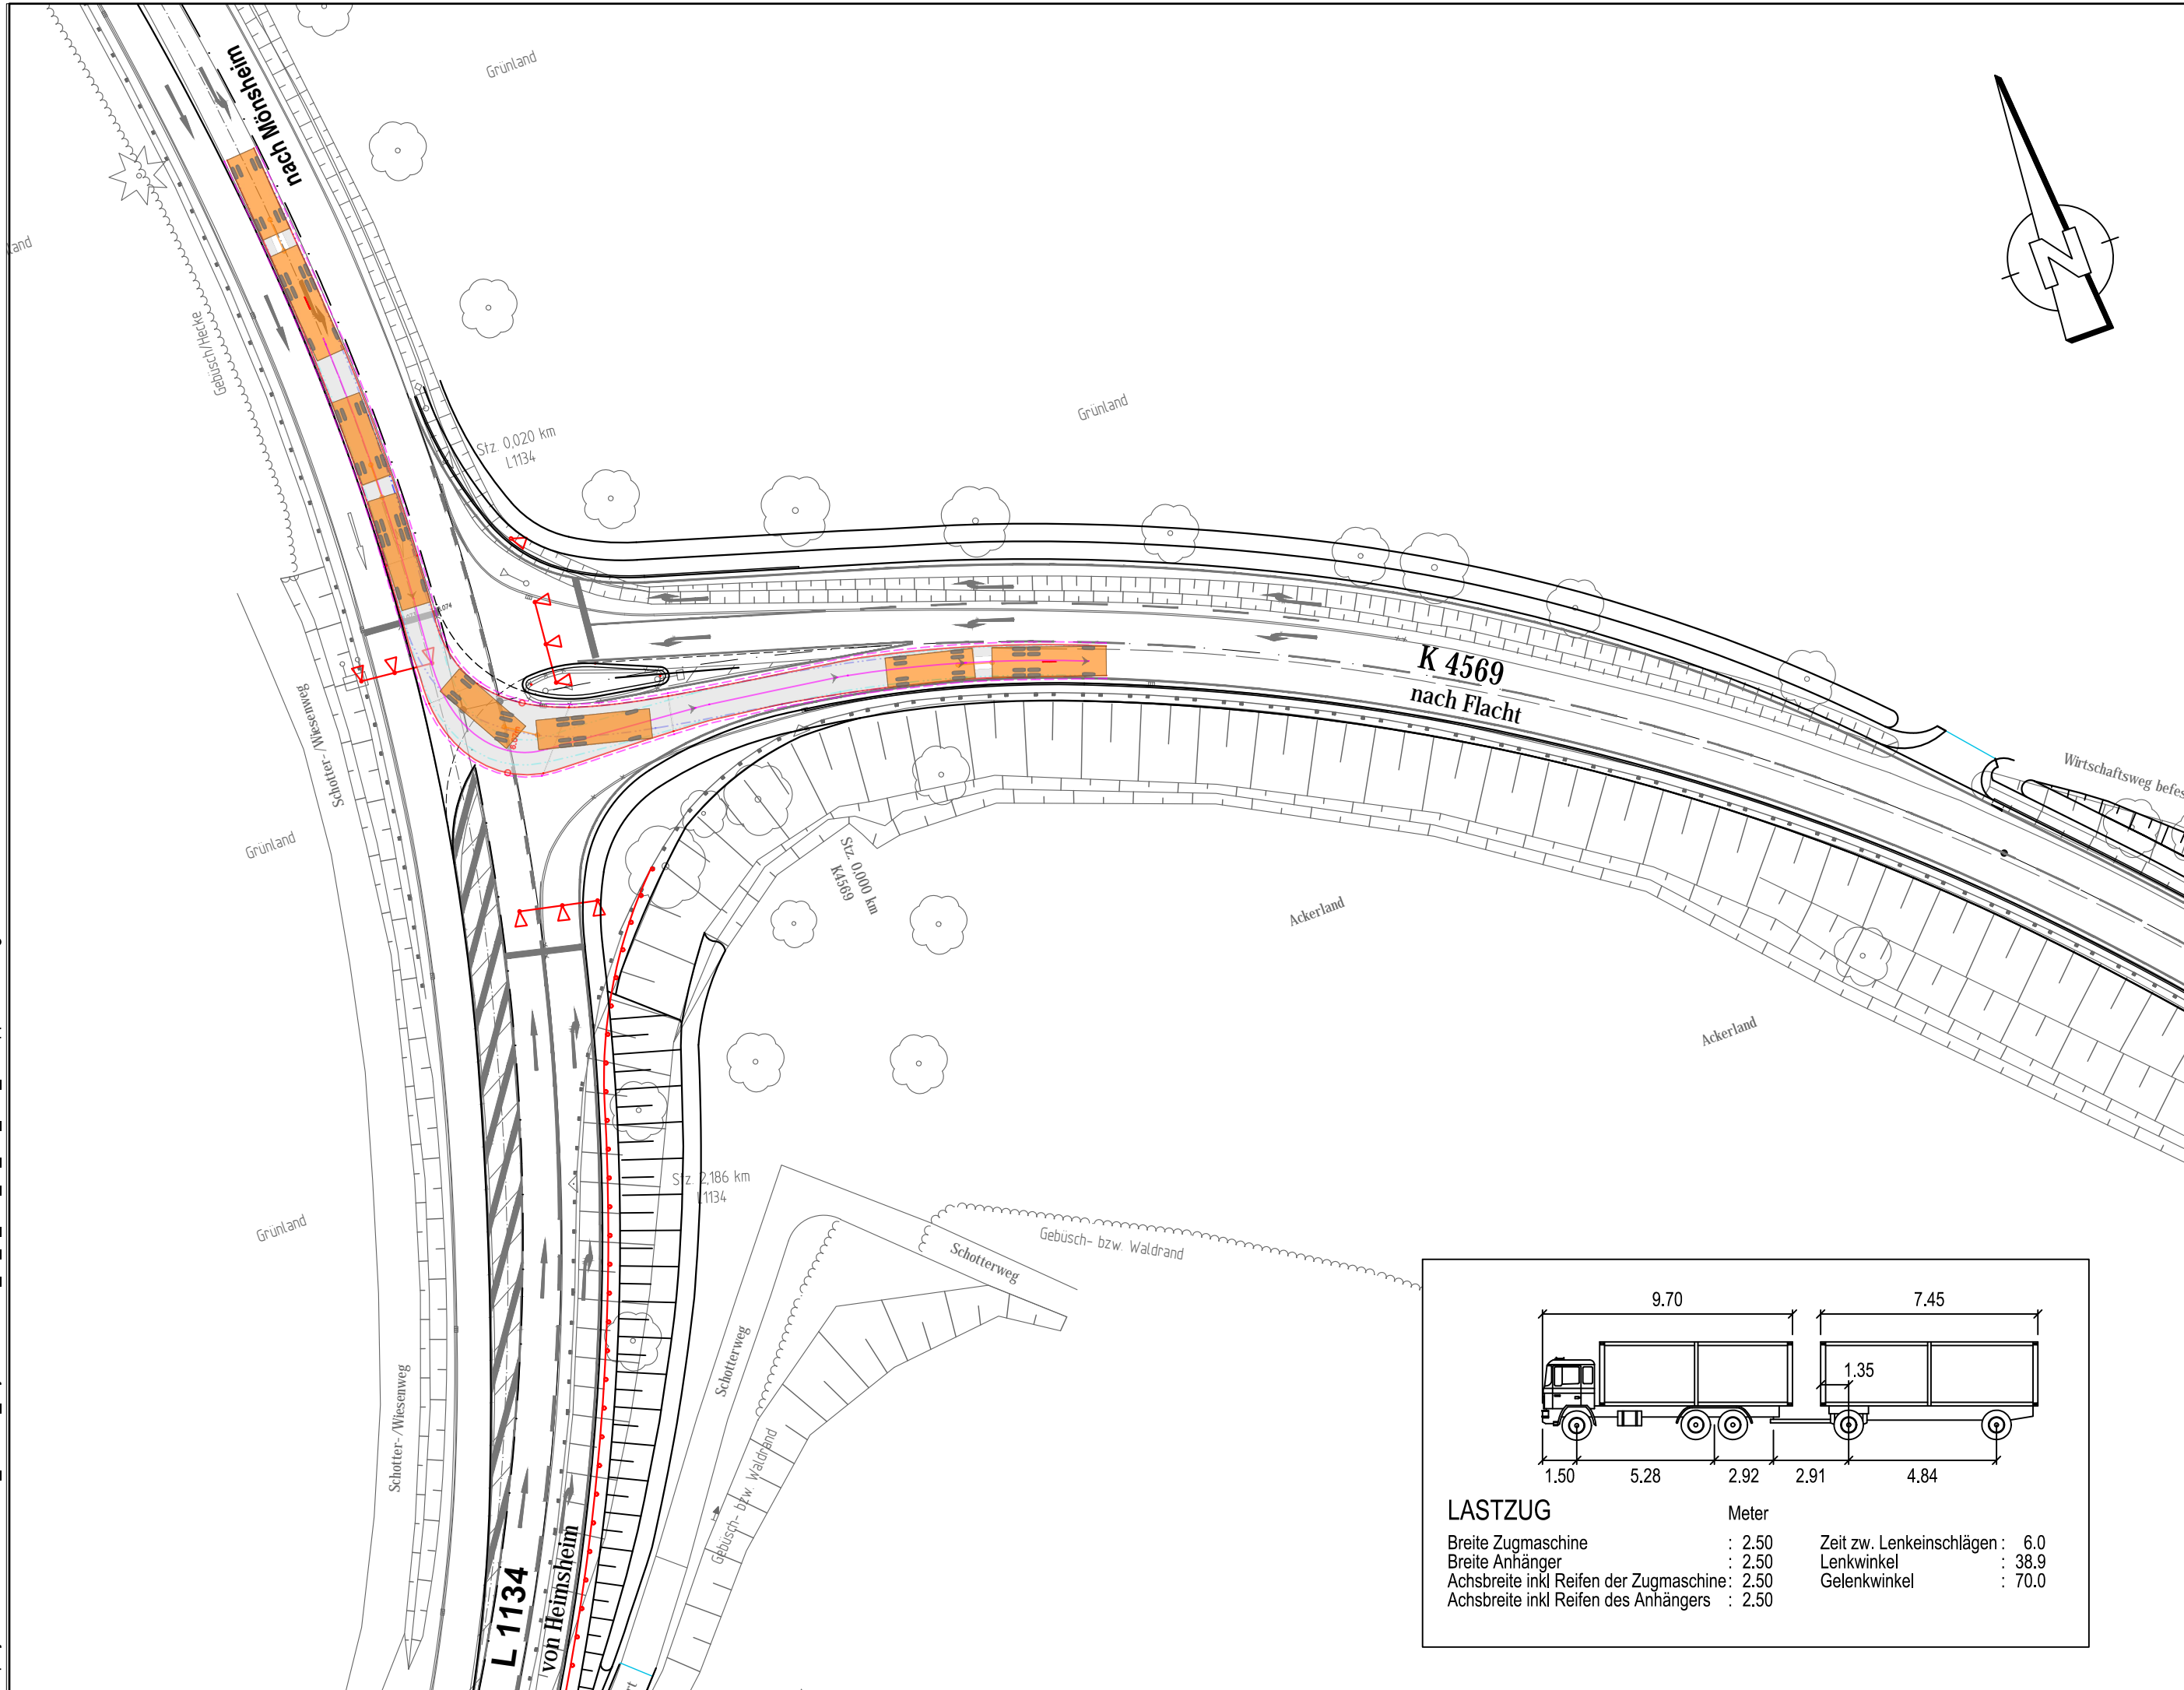 nach Mönsheim
Grünland
land
Gebüsch/Hecke
Stz. 0,020 km
L1134
Grünland
N
K 4569
nach Flacht
Schotter-/Wiesenweg
Wirtschaftsweg befes
Grünland
Stz. 0,000 km
K4569
Ackerland
Ackerland
Stz. 2,186 km
L1134
Grünland
Gebüsch- bzw. Waldrand
Schotterweg
Schotterweg
Schotter-/Wiesenweg
Gebüsch- bzw. Waldrand
L 1134
von Heimsheim
9.70 7.45
1.35
1.50 5.28 2.92 2.91 4.84
LASTZUG Meter
Breite Zugmaschine : 2.50 Zeit zw. Lenkeinschlägen : 6.0
Breite Anhänger : 2.50 Lenkwinkel : 38.9
Achsbreite inkl Reifen der Zugmaschine : 2.50 Gelenkwinkel : 70.0
Achsbreite inkl Reifen des Anhängers : 2.50